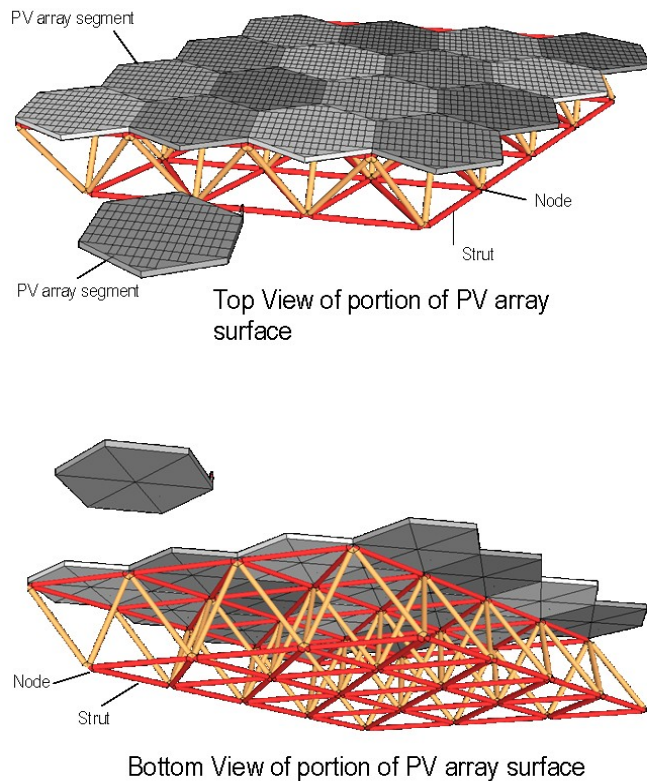 PV array segment
Node
Strut
PV array segment
Top View of portion of PV array
surface
Node
Strut
Bottom View of portion of PV array surface